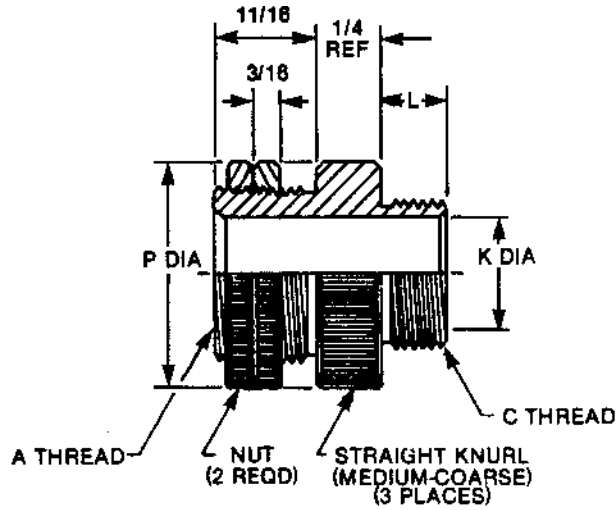 11/16
1/4
REF
3/16
L
P DIA
K DIA
C THREAD
A THREAD
NUT
(2 REQD)
STRAIGHT KNURL
(MEDIUM-COARSE)
(3 PLACES)